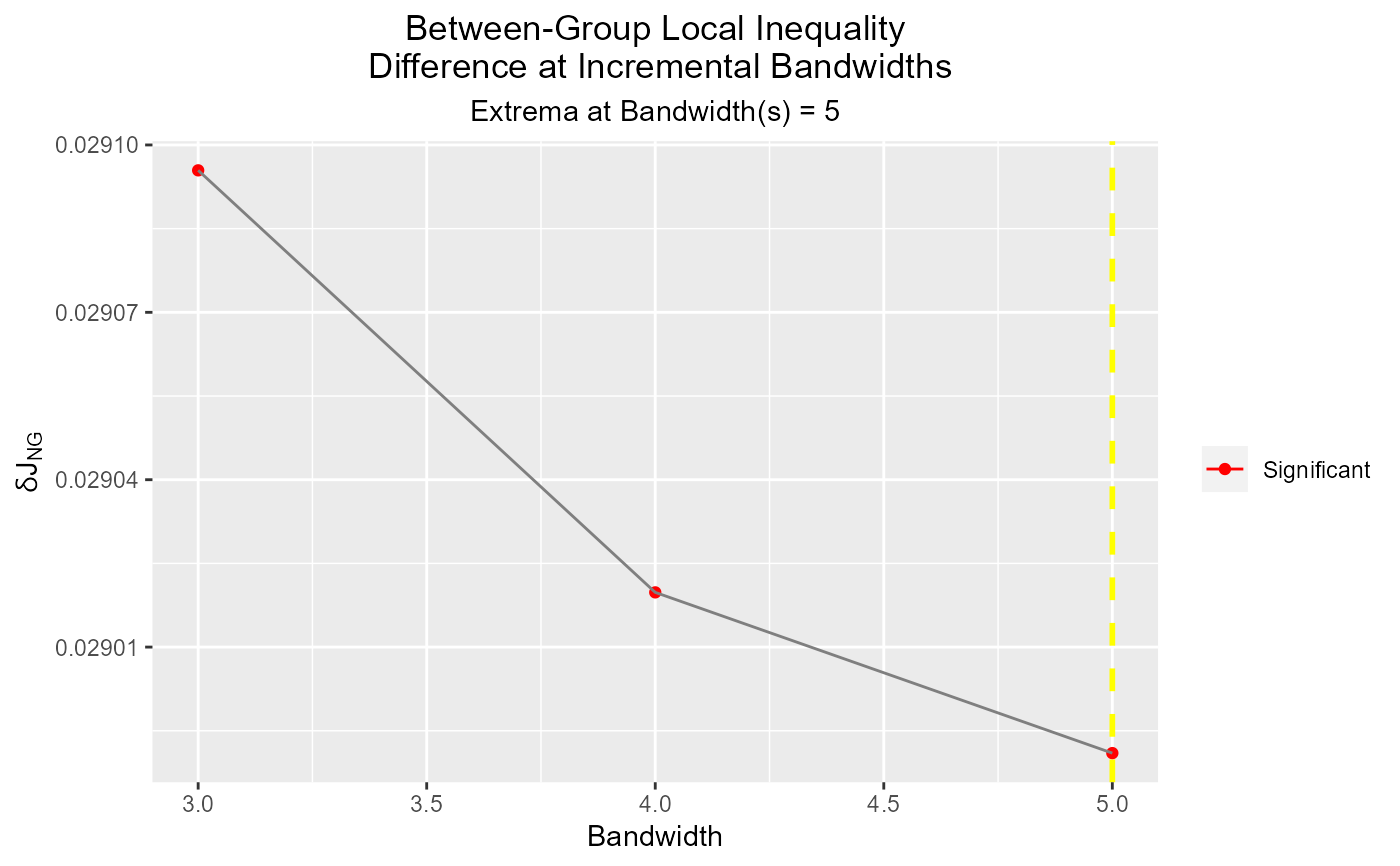 Between-Group Local Inequality
Difference at Incremental Bandwidths
Extrema at Bandwidth(s) = 5
0.02910
0.02907
0.02904
0.02901
δJNG
3.0 3.5 4.0 4.5 5.0
Bandwidth
Significant